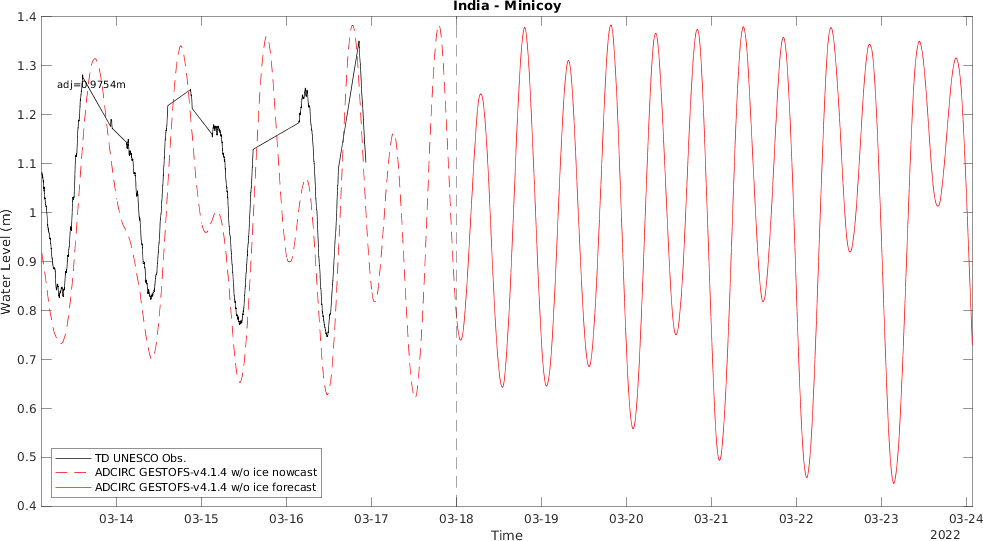 India - Minicoy
1.4
adj=0.9754m
1.3
1.2
1.1
1
0.9
0.8
0.7
0.6
0.5
0.4
Water Level (m)
TD UNESCO Obs.
ADCIRC GESTOFS-v4.1.4 w/o ice nowcast
ADCIRC GESTOFS-v4.1.4 w/o ice forecast
03-14 03-15 03-16 03-17 03-18 03-19 03-20 03-21 03-22 03-23 03-24
Time
2022